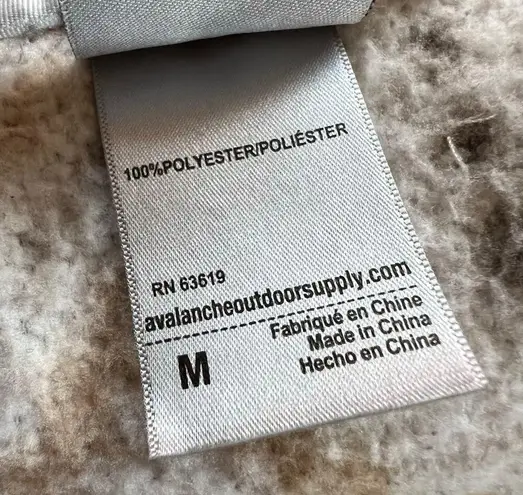 100%POLYESTER/POLIÉSTER
RN 63619
avalancheoutdoorsupply.com
M
Fabriqué en Chine
Made in China
Hecho en China